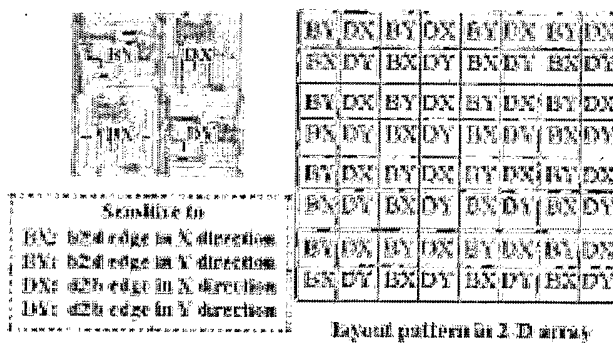 BY DX
BX DY
Sensitive to
BX: b2d edge in X direction
BY: b2d edge in Y direction
DX: d2b edge in X direction
DY: d2b edge in Y direction
BY DX BY DX BY DX BY DX
BX DY BX DY BX DY BX DY
BY DX BY DX BY DX BY DX
BX DY BX DY BX DY BX DY
BY DX BY DX BY DX BY DX
BX DY BX DY BX DY BX DY
BY DX BY DX BY DX BY DX
BX DY BX DY BX DY BX DY
layout pattern in 2-D array